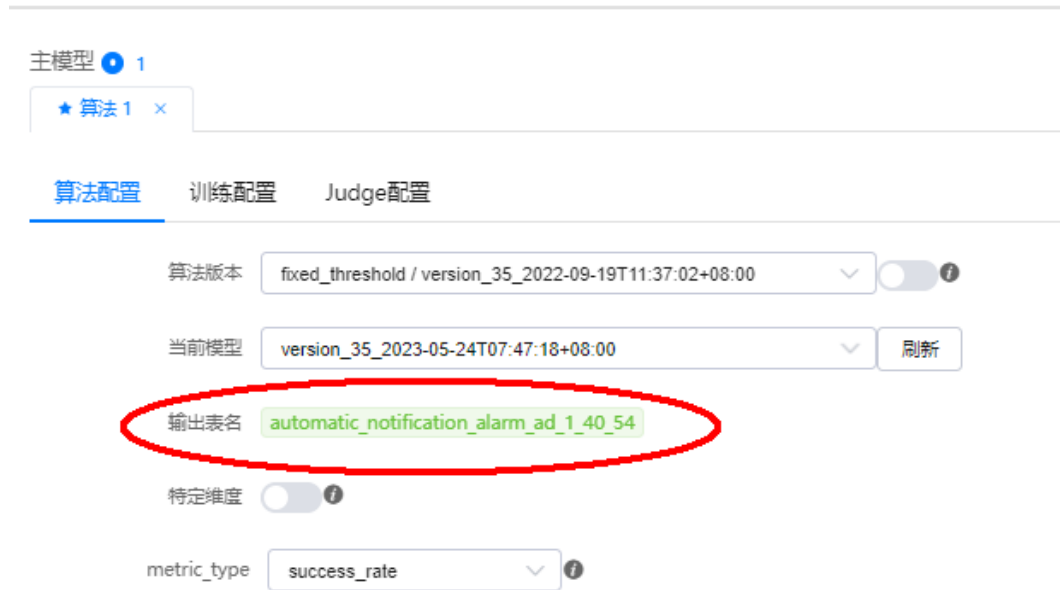 主模型 1
算法 1 ×
算法配置 训练配置 Judge配置
算法版本 fixed_threshold / version_35_2022-09-19T11:37:02+08:00
当前模型 version_35_2023-05-24T07:47:18+08:00 刷新
输出表名 automatic_notification_alarm_ad_1_40_54
特定维度
metric_type success_rate